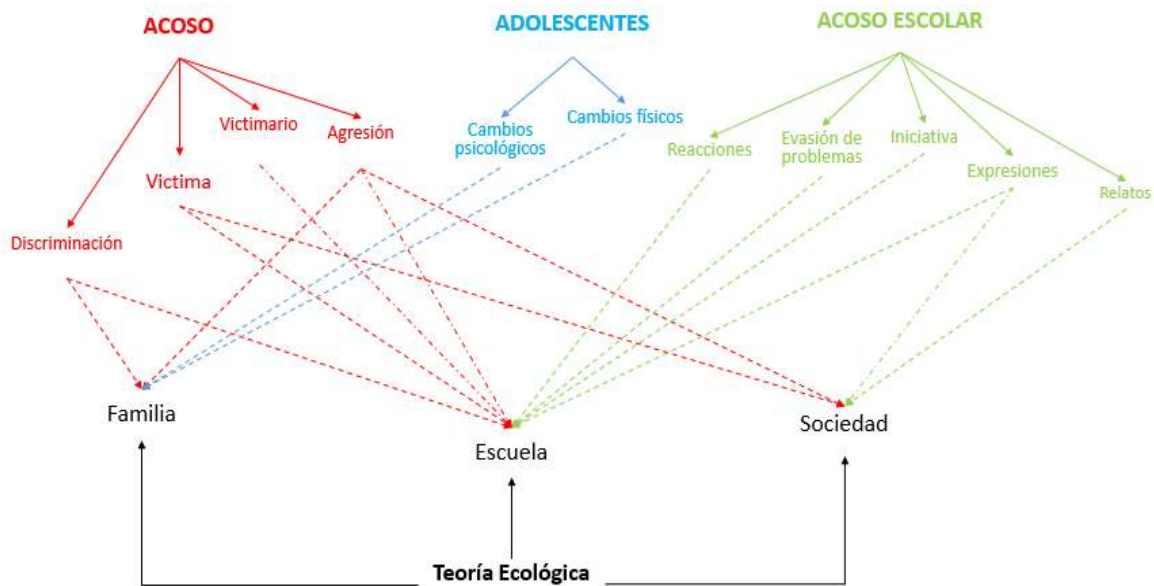 ACOSO
ADOLESCENTES
ACOSO ESCOLAR
Victimario
Agresión
Victima
Discriminación
Cambios
psicológicos
Cambios físicos
Reacciones
Evasión de
problemas
Iniciativa
Expresiones
Relatos
Familia
Escuela
Sociedad
Teoría Ecológica